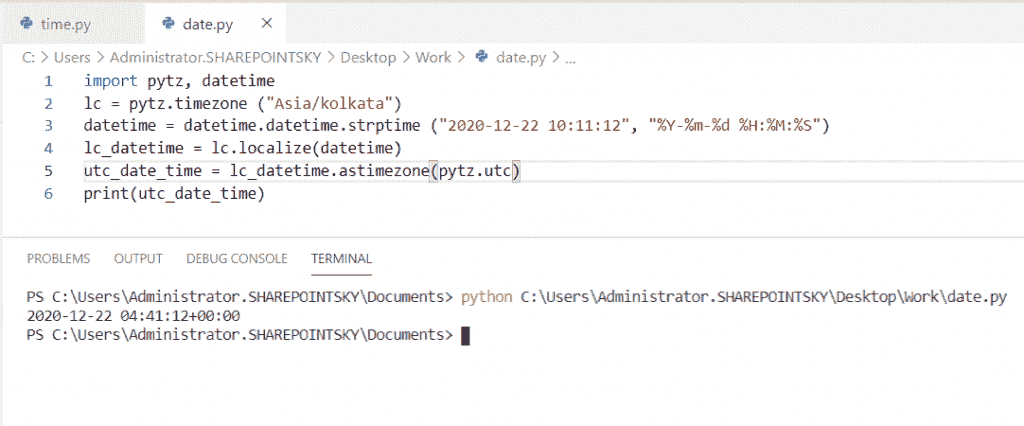 time.py date.py ×
C: > Users > Administrator.SHAREPOINTSKY > Desktop > Work > date.py > ...
1 import pytz, datetime
2 lc = pytz.timezone ("Asia/kolkata")
3 datetime = datetime.datetime.strptime ("2020-12-22 10:11:12", "%Y-%m-%d %H:%M:%S")
4 lc_datetime = lc.localize(datetime)
5 utc_date_time = lc_datetime.astimezone(pytz.utc)
6 print(utc_date_time)
PROBLEMS OUTPUT DEBUG CONSOLE TERMINAL
PS C:\Users\Administrator.SHAREPOINTSKY\Documents> python C:\Users\Administrator.SHAREPOINTSKY\Desktop\Work\date.py
2020-12-22 04:41:12+00:00
PS C:\Users\Administrator.SHAREPOINTSKY\Documents>